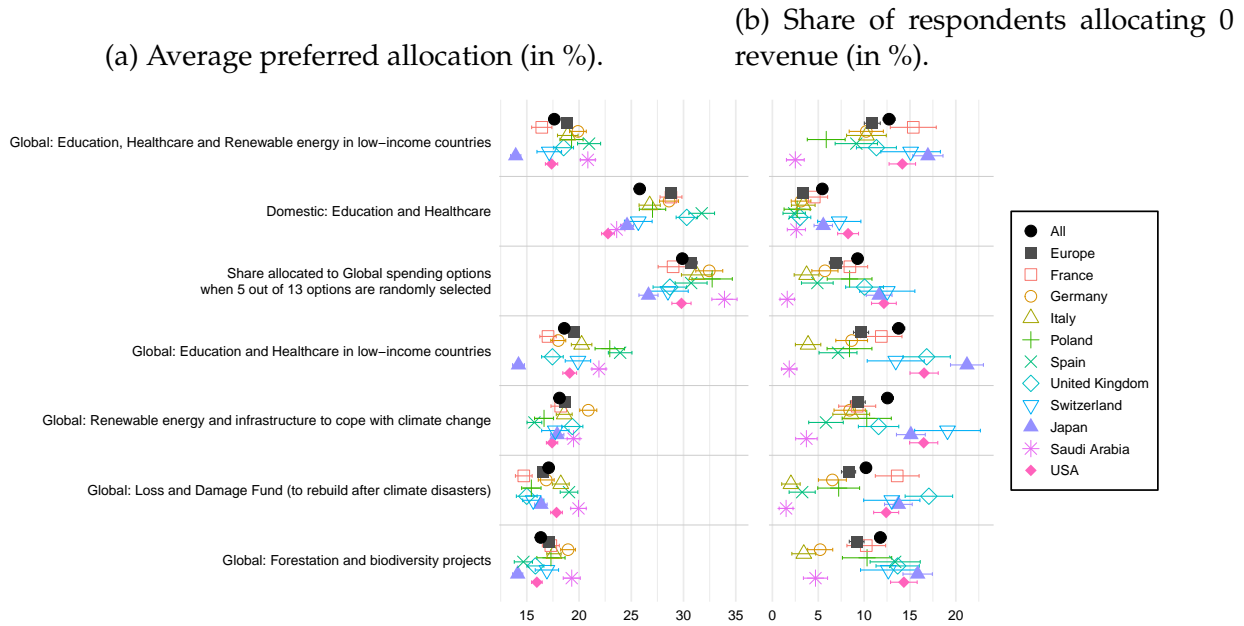 (a) Average preferred allocation (in %).
(b) Share of respondents allocating 0
revenue (in %).
Global: Education, Healthcare and Renewable energy in low−income countries
Domestic: Education and Healthcare
Share allocated to Global spending options
when 5 out of 13 options are randomly selected
Global: Education and Healthcare in low−income countries
Global: Renewable energy and infrastructure to cope with climate change
Global: Loss and Damage Fund (to rebuild after climate disasters)
Global: Forestation and biodiversity projects
15 20 25 30 35
0 5 10 15 20
All
Europe
France
Germany
Italy
Poland
Spain
United Kingdom
Switzerland
Japan
Saudi Arabia
USA